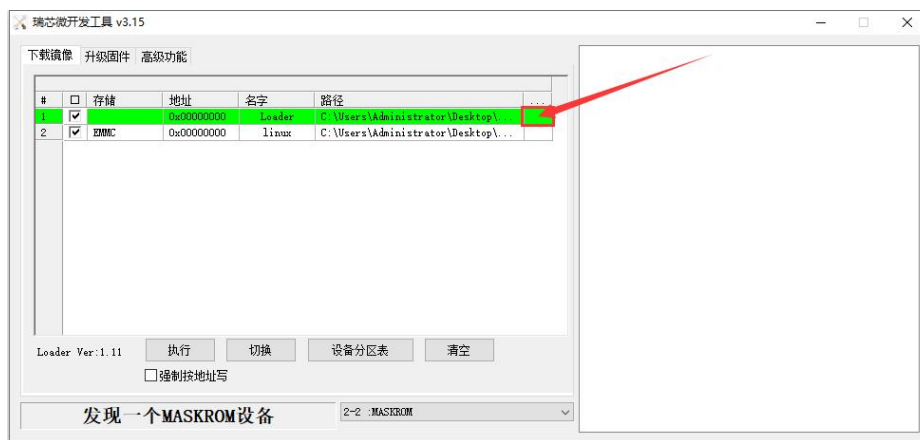 瑞芯微开发工具 v3.15
下载镜像 升级固件 高级功能
# 存储 地址 名字 路径 ...
1 0x00000000 Loader C:\Users\Administrator\Desktop\...
2 EMMC 0x00000000 linux C:\Users\Administrator\Desktop\...
Loader Ver:1.11 执行 切换 设备分区表 清空
强制按地址写
发现一个MASKROM设备 2-2 :MASKROM